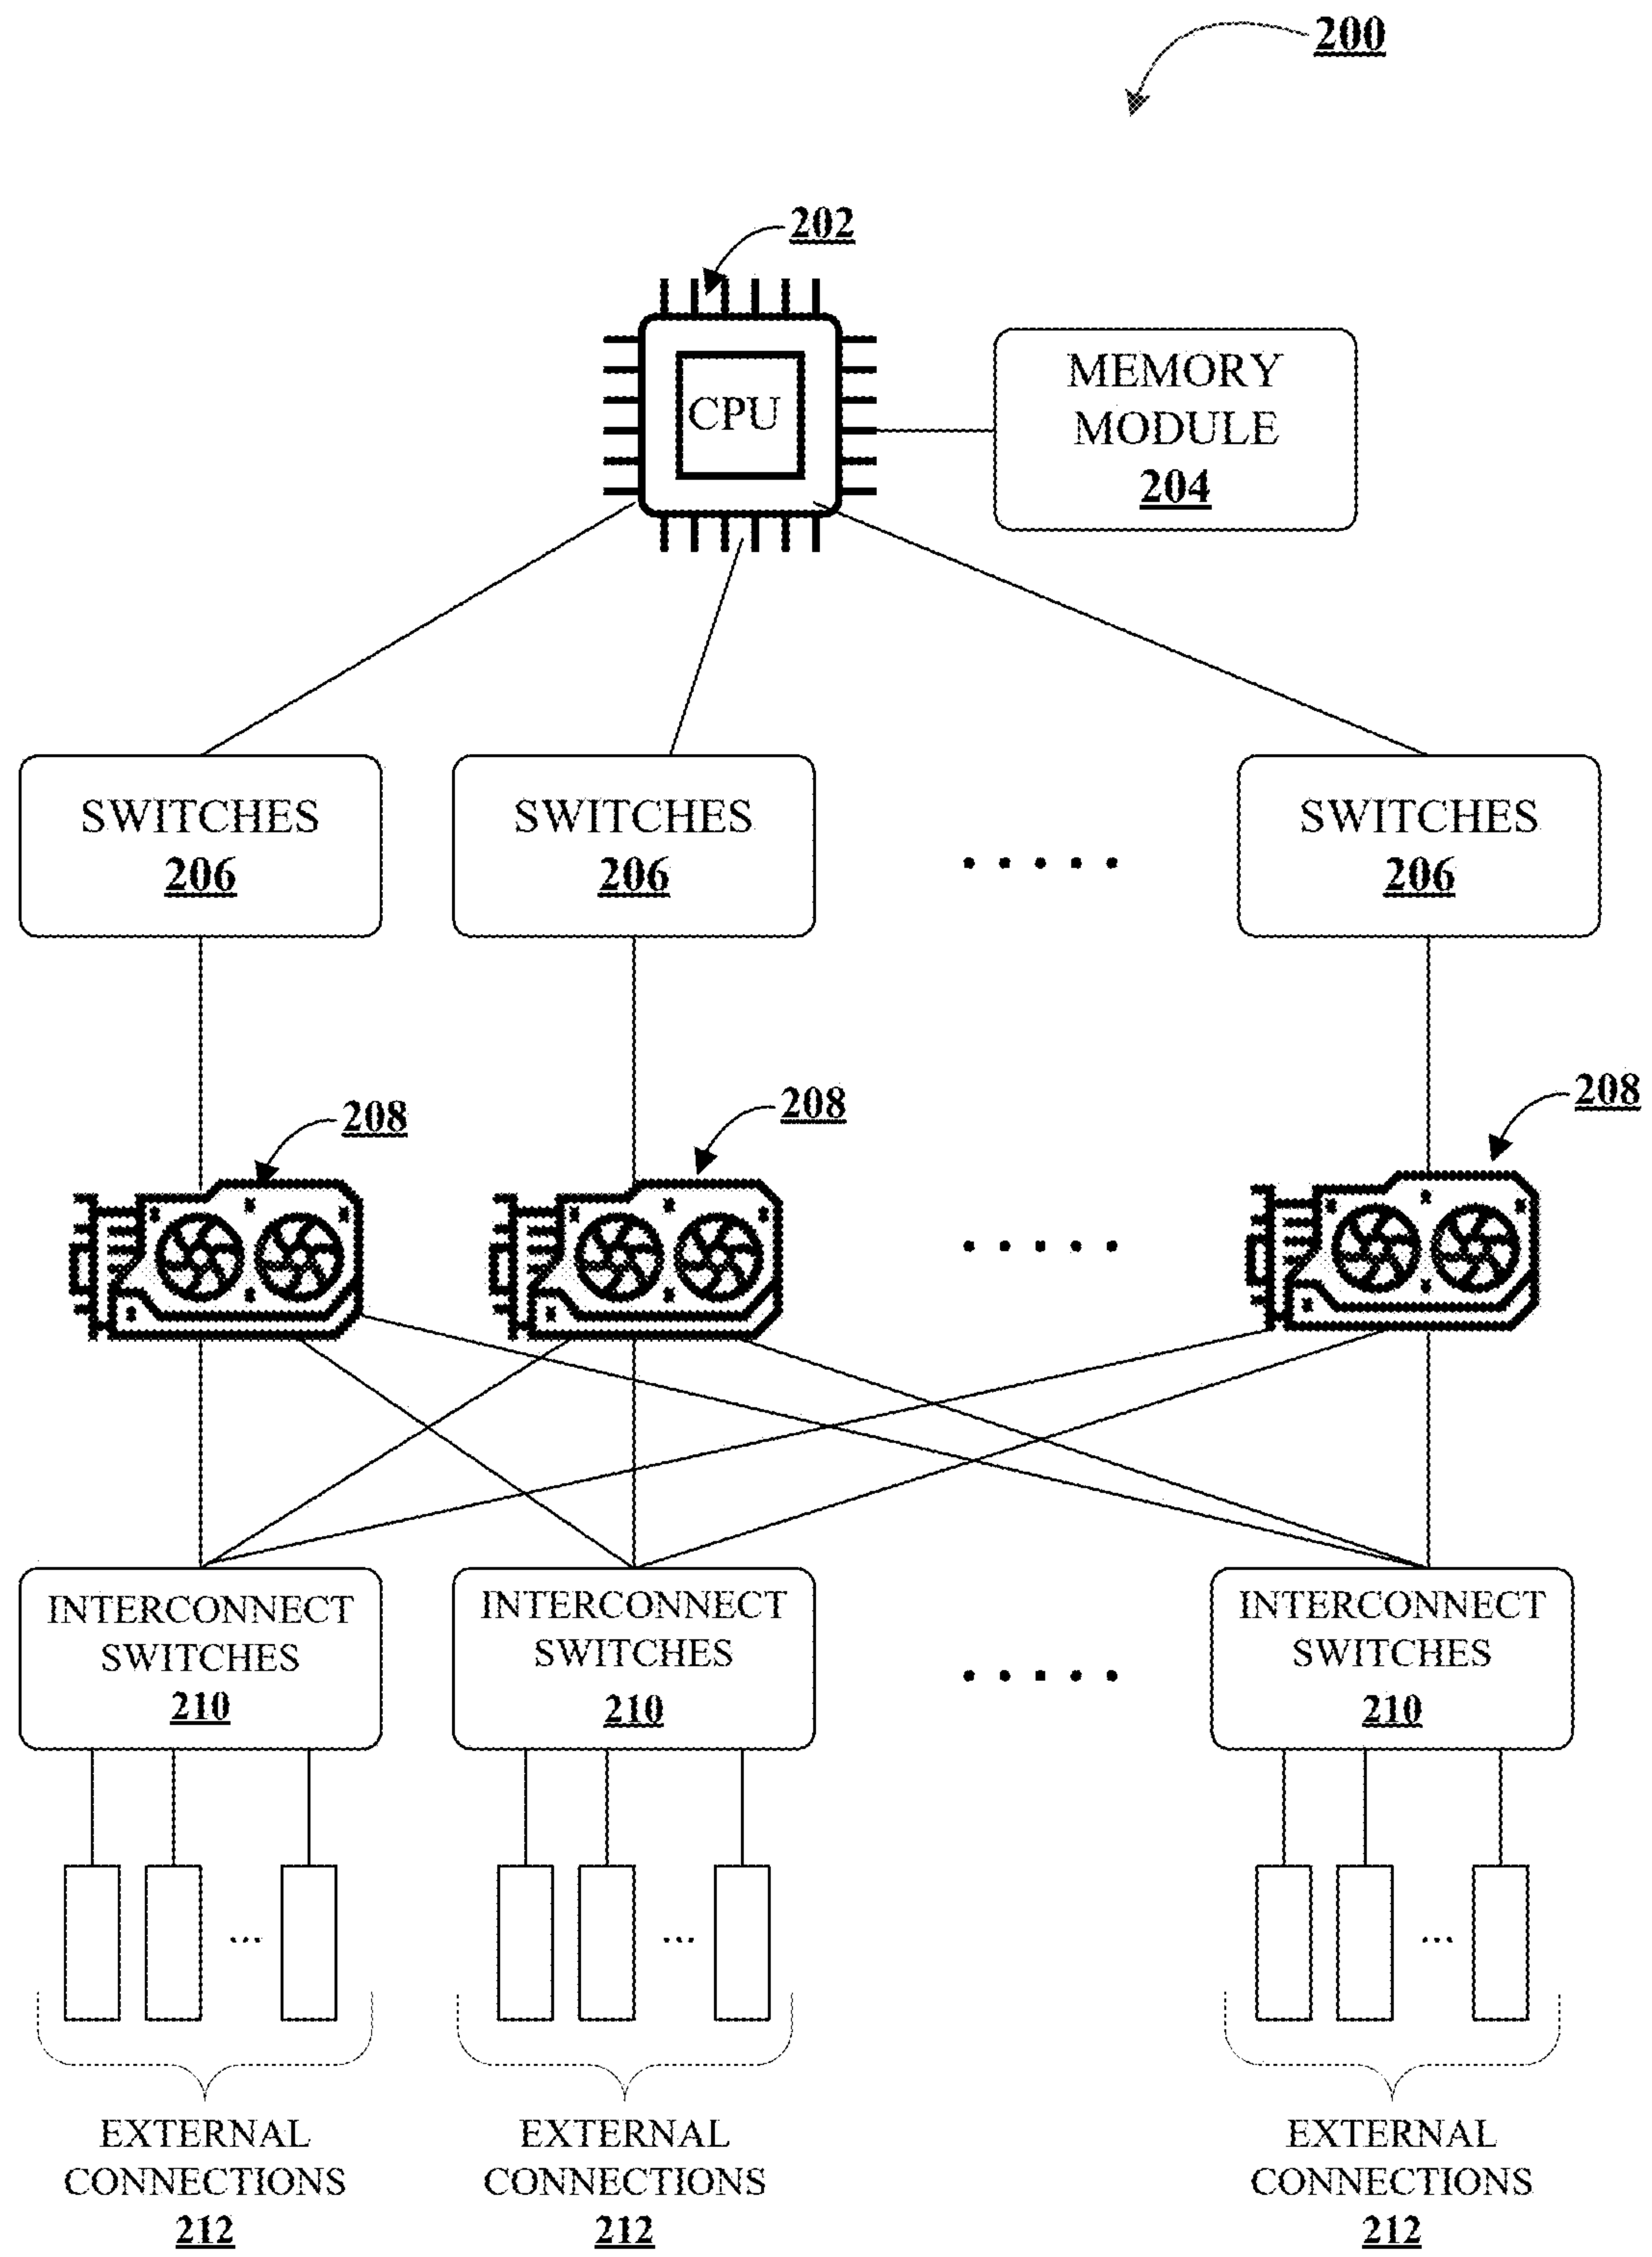 200
202
CPU
MEMORY
MODULE
204
SWITCHES
206
SWITCHES
206
.....
SWITCHES
206
208
208
208
.....
INTERCONNECT
SWITCHES
210
INTERCONNECT
SWITCHES
210
.....
INTERCONNECT
SWITCHES
210
...
...
...
EXTERNAL
CONNECTIONS
212
EXTERNAL
CONNECTIONS
212
EXTERNAL
CONNECTIONS
212